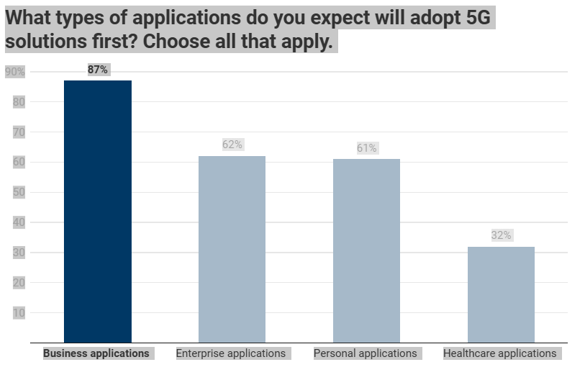 What types of applications do you expect will adopt 5G
solutions first? Choose all that apply.
90%
87%
80
70
62%
61%
60
50
40
32%
30
20
10
Business applications
Enterprise applications
Personal applications
Healthcare applications